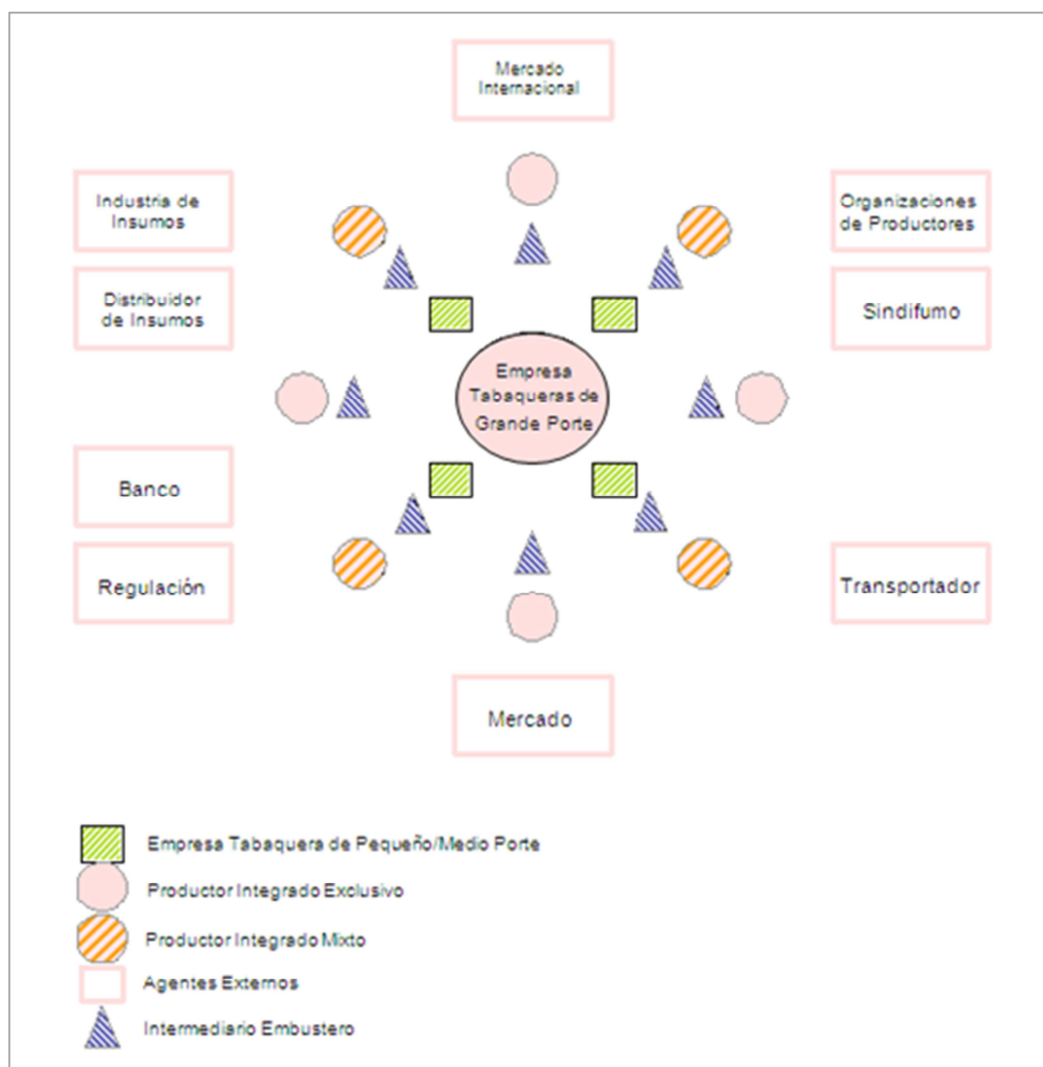 Mercado
Internacional
Industria de
Insumos
Organizaciones
de Productores
Distribuidor
de Insumos
Sindifumo
Empresa
Tabaqueras de
Grande Porte
Banco
Regulación
Transportador
Mercado
Empresa Tabaquera de Pequeño/Medio Porte
Productor Integrado Exclusivo
Productor Integrado Mixto
Agentes Externos
Intermediario Embustero